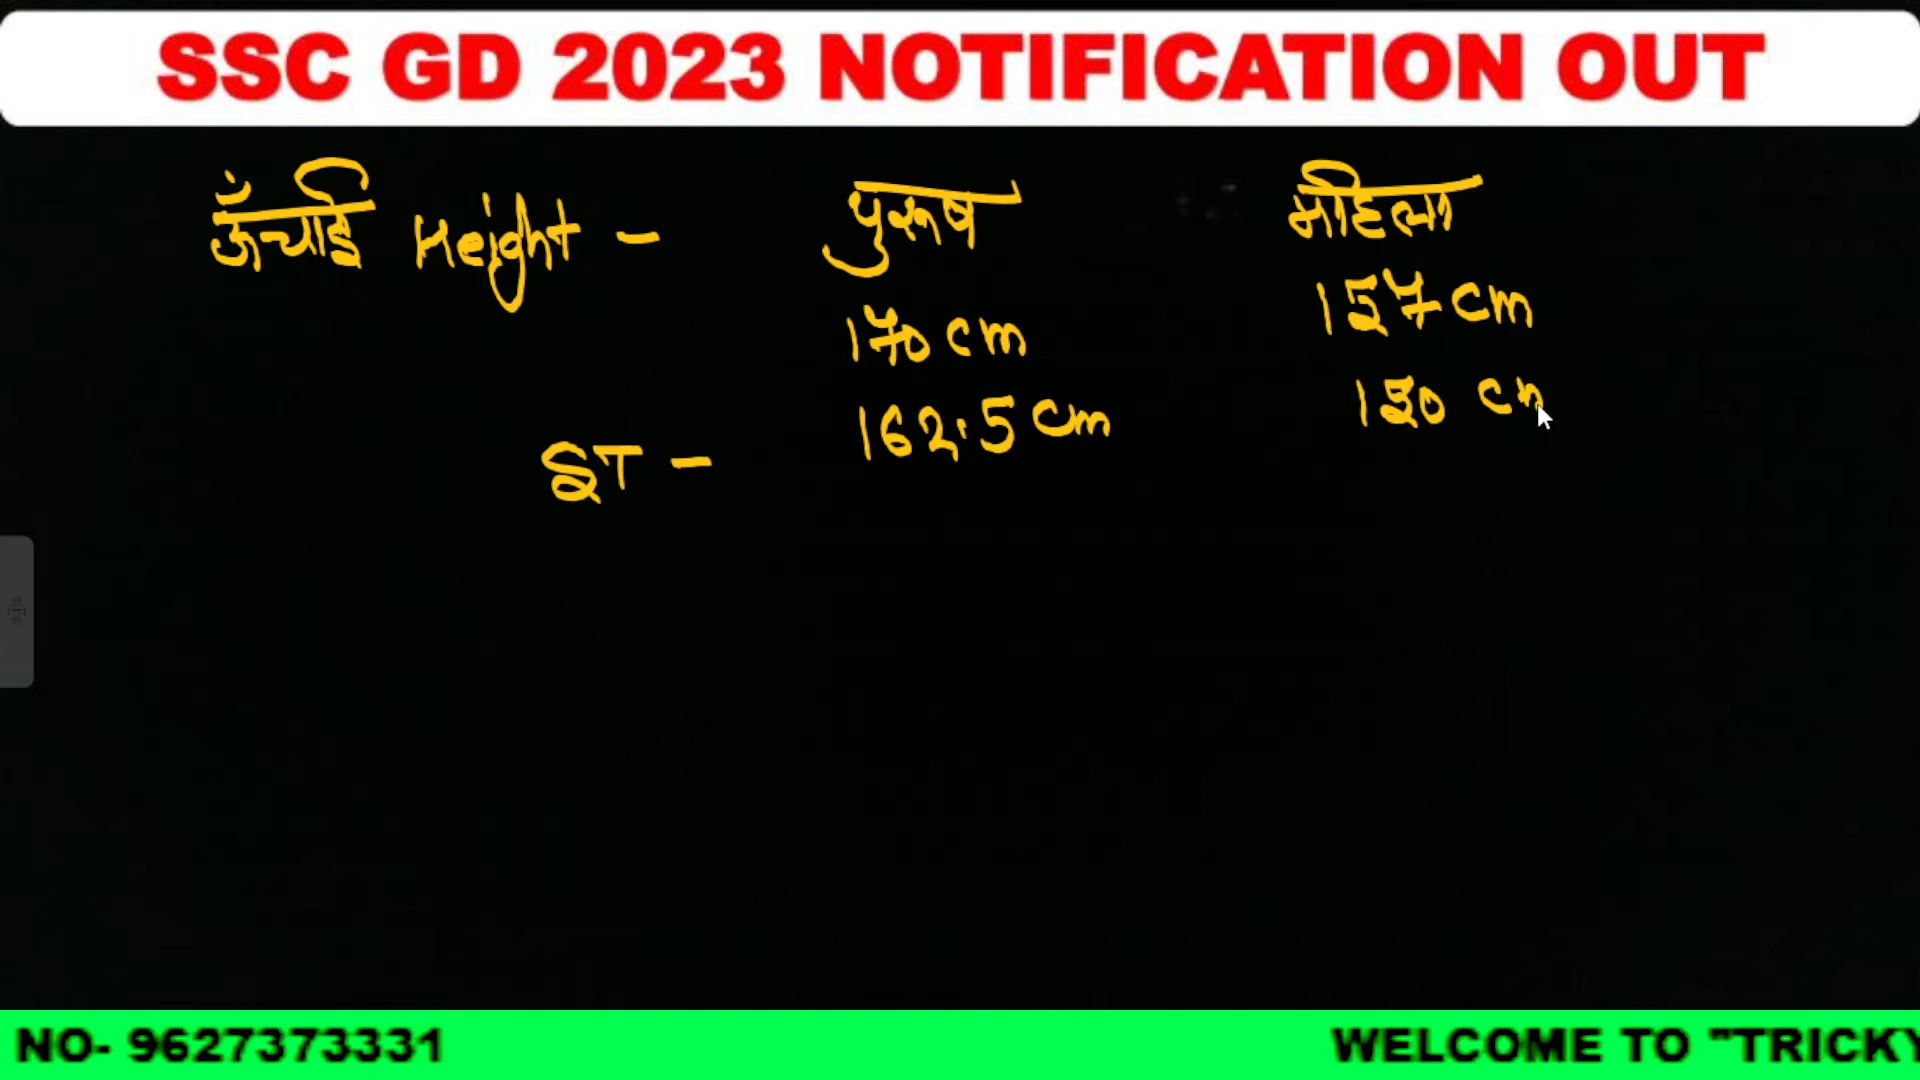 SSC GD 2023 NOTIFICATION OUT
ऊँचाई Height - पुरूष महिला
170 cm 157 cm
ST - 162.5 cm 150 cm
NO- 9627373331 WELCOME TO "TRICKY